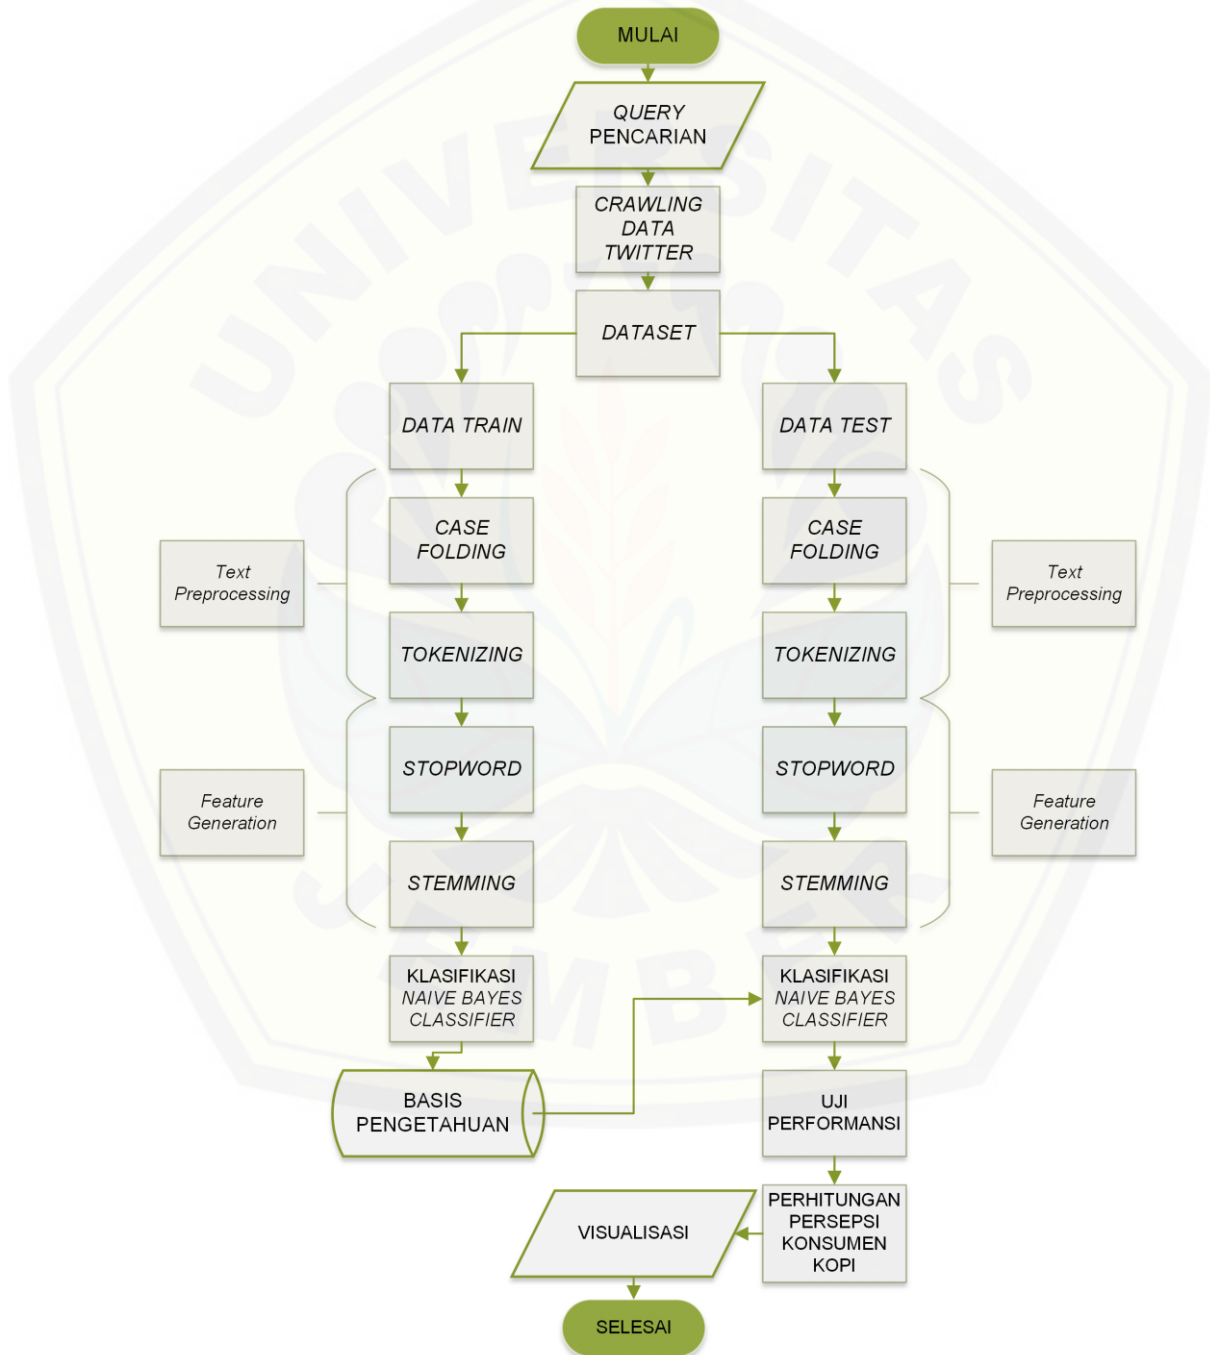 MULAI
QUERY
PENCARIAN
CRAWLING
DATA
TWITTER
DATASET
DATA TRAIN
DATA TEST
CASE
FOLDING
CASE
FOLDING
Text
Preprocessing
Text
Preprocessing
TOKENIZING
TOKENIZING
STOPWORD
STOPWORD
Feature
Generation
Feature
Generation
STEMMING
STEMMING
KLASIFIKASI
NAIVE BAYES
CLASSIFIER
KLASIFIKASI
NAIVE BAYES
CLASSIFIER
BASIS
PENGETAHUAN
UJI
PERFORMANSI
PERHITUNGAN
PERSEPSI
KONSUMEN
KOPI
VISUALISASI
SELESAI
UNIVERSITAS
JEMBER